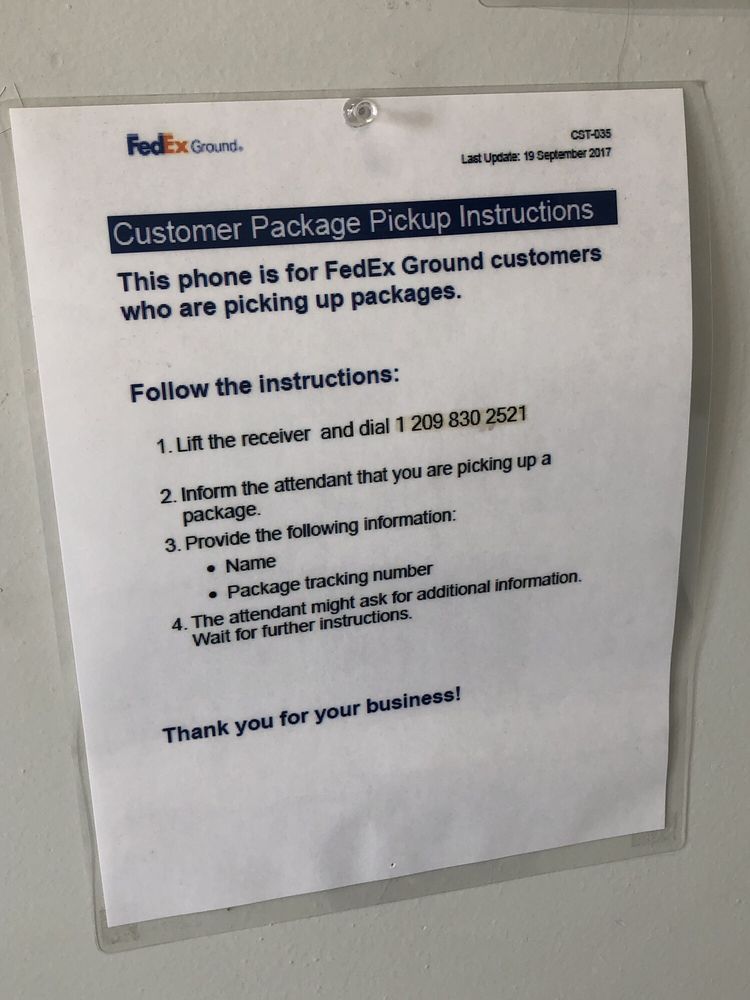 FedEx Ground.
CST-035
Last Update: 19 September 2017
Customer Package Pickup Instructions
This phone is for FedEx Ground customers
who are picking up packages.
Follow the instructions:
1. Lift the receiver and dial 1 209 830 2521
2. Inform the attendant that you are picking up a
package.
3. Provide the following information:
• Name
• Package tracking number
4. The attendant might ask for additional information.
Wait for further instructions.
Thank you for your business!